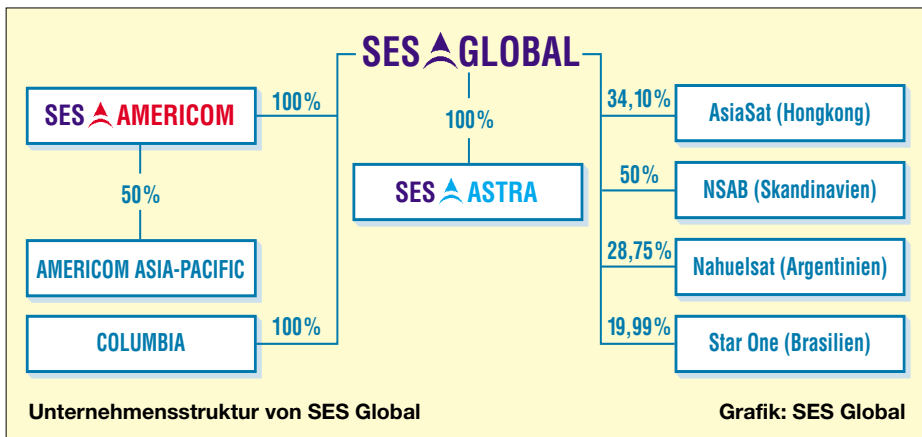 SES GLOBAL
SES AMERICOM
100%
100%
34,10%
AsiaSat (Hongkong)
50%
SES ASTRA
50%
NSAB (Skandinavien)
AMERICOM ASIA-PACIFIC
28,75%
Nahuelsat (Argentinien)
COLUMBIA
100%
19,99%
Star One (Brasilien)
Unternehmensstruktur von SES Global
Grafik: SES Global